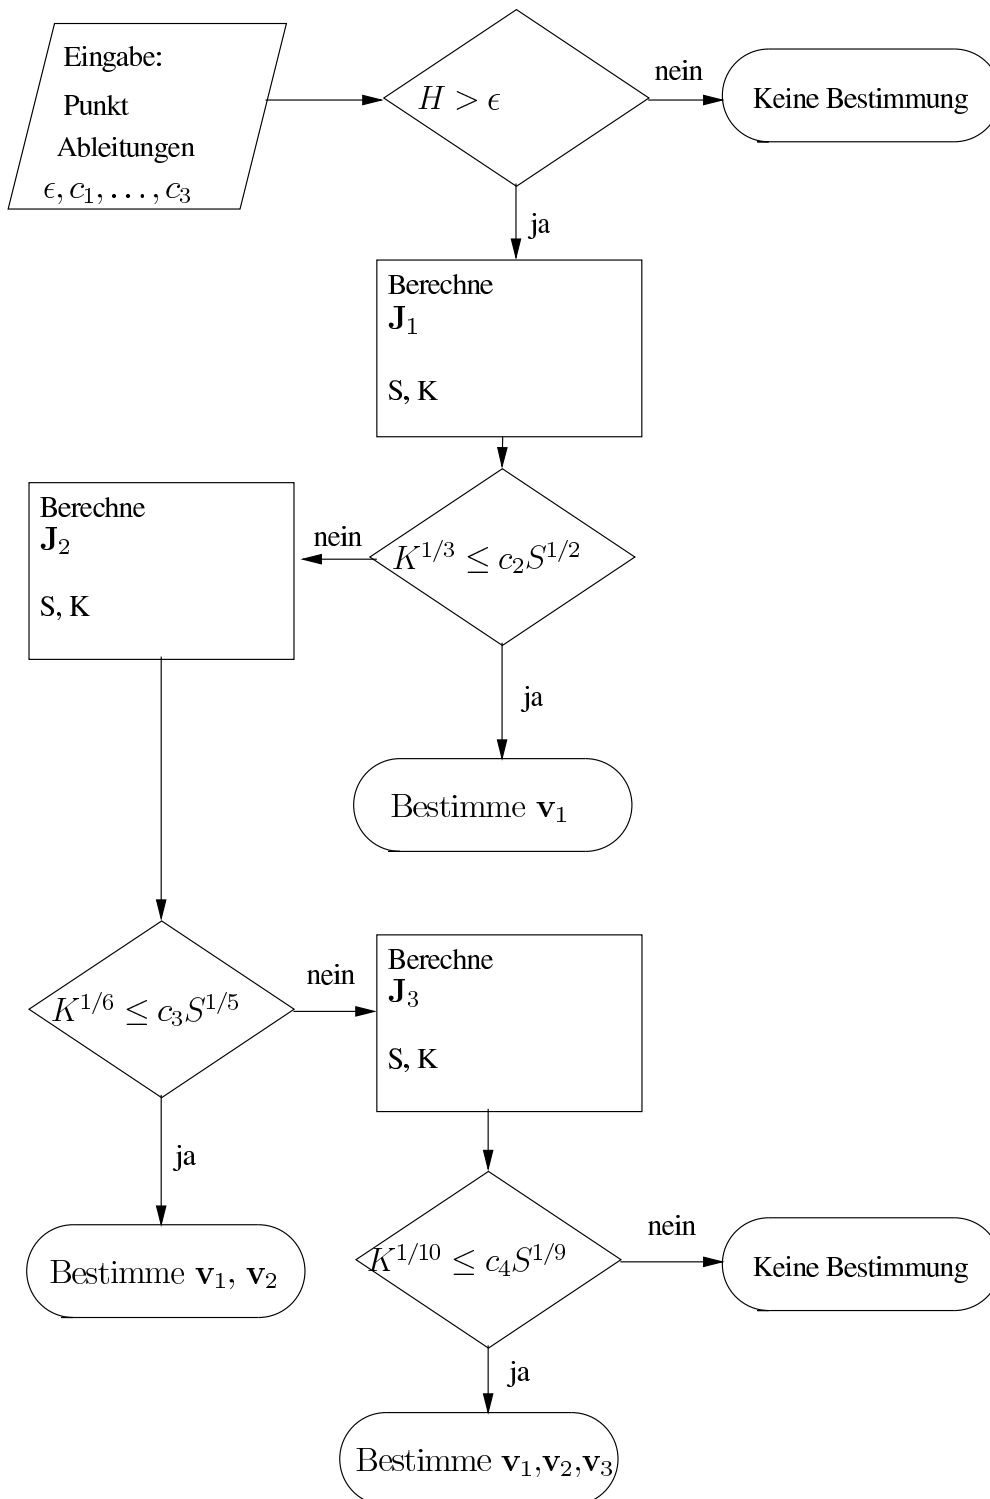 Eingabe:
Punkt
Ableitungen
ϵ, c₁, . . . , c₃
H > ϵ
nein
Keine Bestimmung
ja
Berechne
J₁
S, K
K^{1/3} ≤ c₂S^{1/2}
nein
Berechne
J₂
S, K
ja
Bestimme v₁
K^{1/6} ≤ c₃S^{1/5}
nein
Berechne
J₃
S, K
ja
Bestimme v₁, v₂
K^{1/10} ≤ c₄S^{1/9}
nein
Keine Bestimmung
ja
Bestimme v₁,v₂,v₃